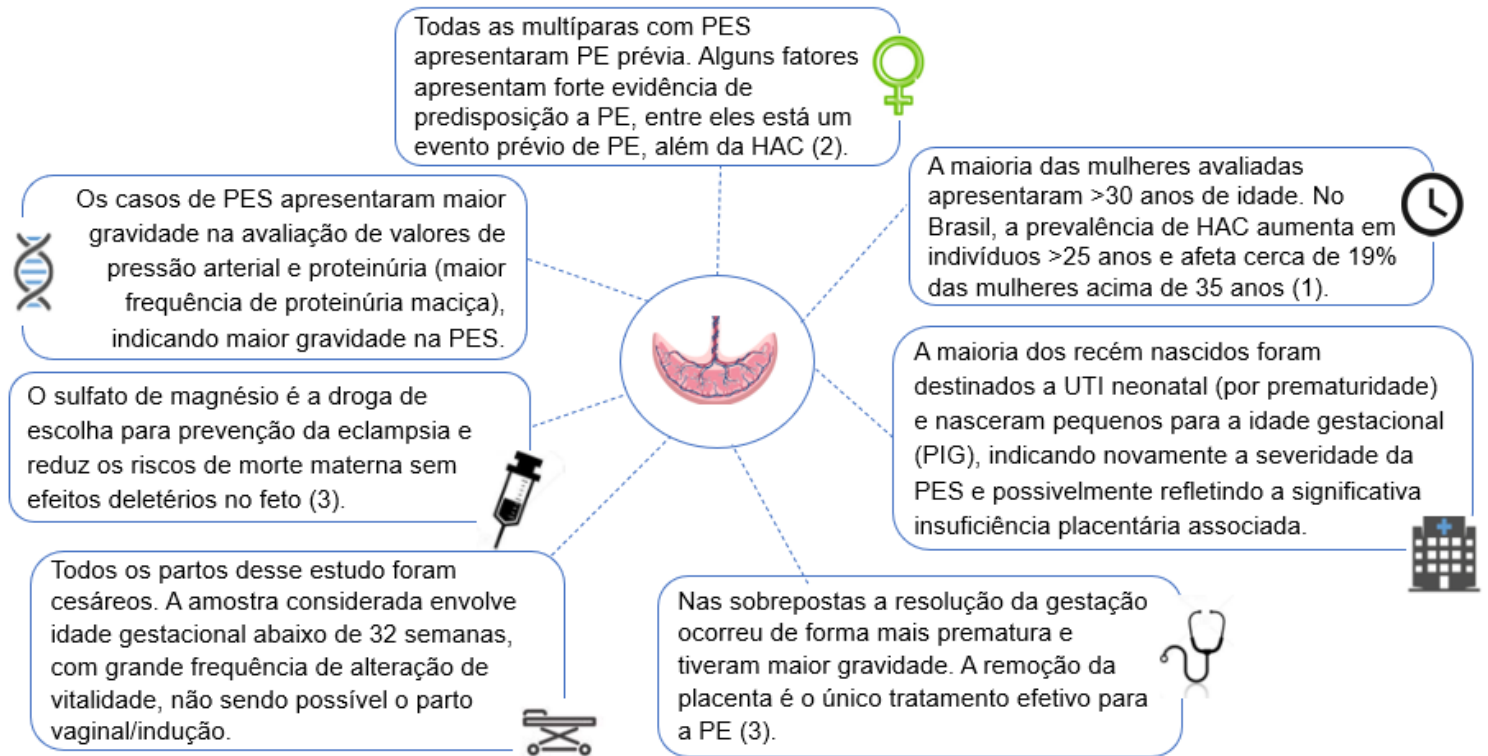 Todas as multíparas com PES
apresentaram PE prévia. Alguns fatores
apresentam forte evidência de
predisposição a PE, entre eles está um
evento prévio de PE, além da HAC (2).
A maioria das mulheres avaliadas
apresentaram >30 anos de idade. No
Brasil, a prevalência de HAC aumenta em
indivíduos >25 anos e afeta cerca de 19%
das mulheres acima de 35 anos (1).
Os casos de PES apresentaram maior
gravidade na avaliação de valores de
pressão arterial e proteinúria (maior
frequência de proteinúria maciça),
indicando maior gravidade na PES.
A maioria dos recém nascidos foram
destinados a UTI neonatal (por prematuridade)
e nasceram pequenos para a idade gestacional
(PIG), indicando novamente a severidade da
PES e possivelmente refletindo a significativa
insuficiência placentária associada.
O sulfato de magnésio é a droga de
escolha para prevenção da eclampsia e
reduz os riscos de morte materna sem
efeitos deletérios no feto (3).
Todos os partos desse estudo foram
cesáreos. A amostra considerada envolve
idade gestacional abaixo de 32 semanas,
com grande frequência de alteração de
vitalidade, não sendo possível o parto
vaginal/indução.
Nas sobrepostas a resolução da gestação
ocorreu de forma mais prematura e
tiveram maior gravidade. A remoção da
placenta é o único tratamento efetivo para
a PE (3).